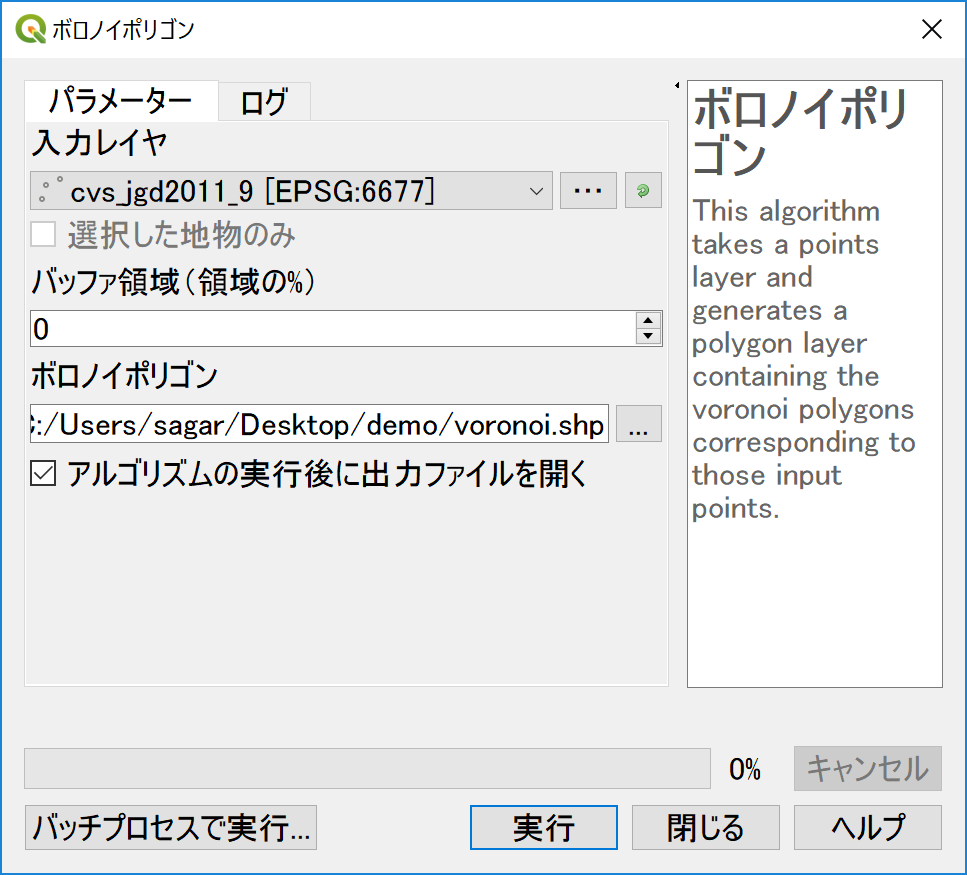 ボロノイポリゴン
パラメーター
ログ
入力レイヤ
cvs_jgd2011_9 [EPSG:6677]
...
選択した地物のみ
バッファ領域(領域の%)
0
ボロノイポリゴン
:/Users/sagar/Desktop/demo/voronoi.shp
...
アルゴリズムの実行後に出力ファイルを開く
ボロノイポリ
ゴン
This algorithm
takes a points
layer and
generates a
polygon layer
containing the
voronoi polygons
corresponding to
those input
points.
0%
キャンセル
バッチプロセスで実行...
実行
閉じる
ヘルプ